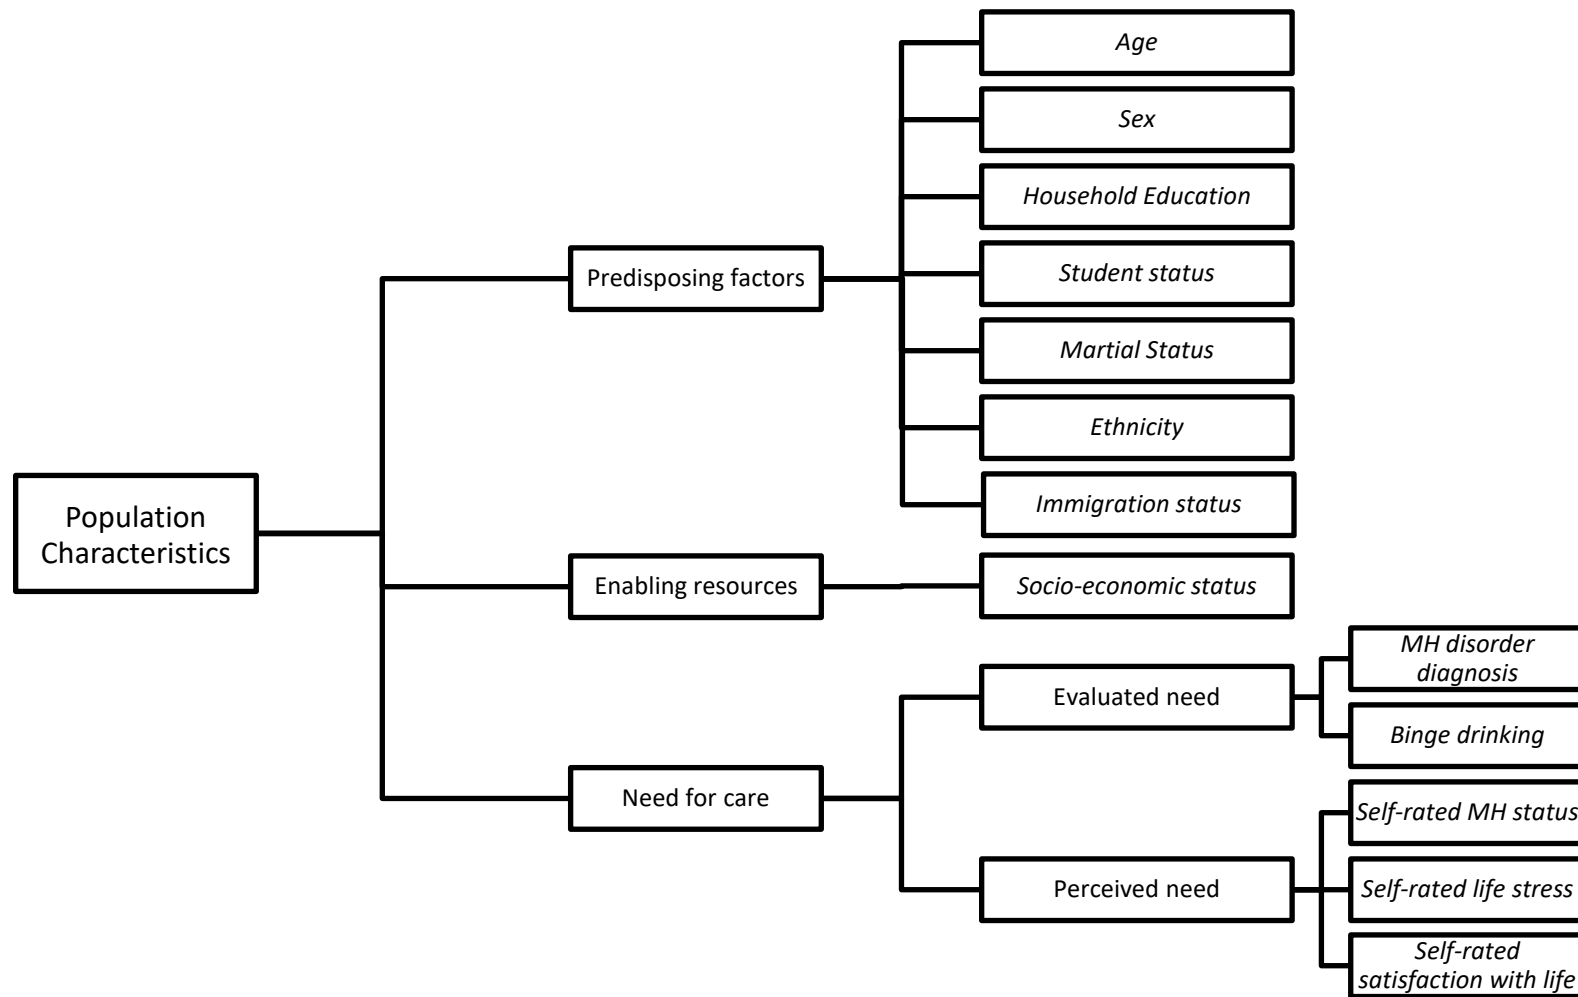 Population
Characteristics
Predisposing factors
Age
Sex
Household Education
Student status
Martial Status
Ethnicity
Immigration status
Enabling resources
Socio-economic status
Need for care
Evaluated need
MH disorder
diagnosis
Binge drinking
Perceived need
Self-rated MH status
Self-rated life stress
Self-rated
satisfaction with life